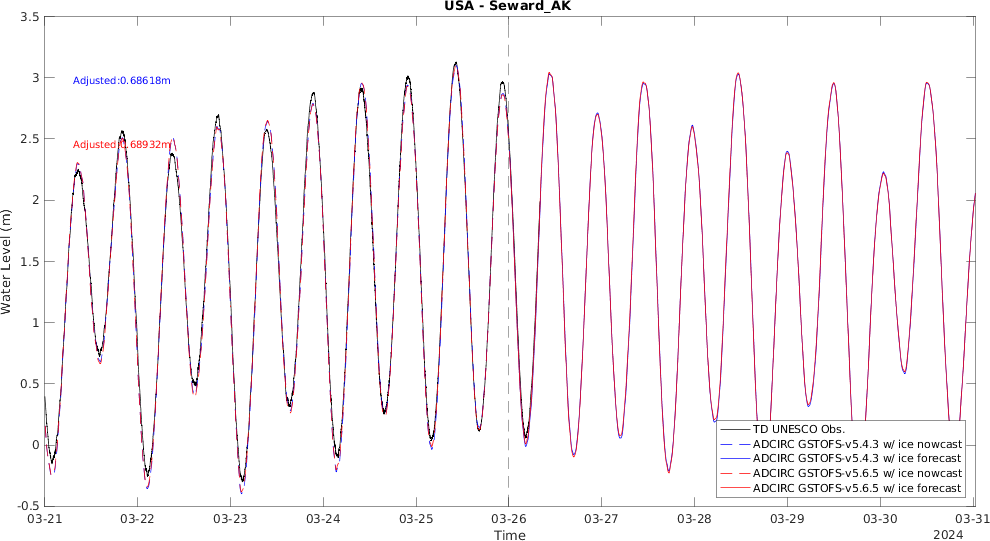 USA - Seward_AK
3.5
3
2.5
2
1.5
1
0.5
0
-0.5
Water Level (m)
Adjusted:0.68618m
Adjusted:0.68932m
TD UNESCO Obs.
ADCIRC GSTOFS-v5.4.3 w/ ice nowcast
ADCIRC GSTOFS-v5.4.3 w/ ice forecast
ADCIRC GSTOFS-v5.6.5 w/ ice nowcast
ADCIRC GSTOFS-v5.6.5 w/ ice forecast
03-21 03-22 03-23 03-24 03-25 03-26 03-27 03-28 03-29 03-30 03-31
Time
2024